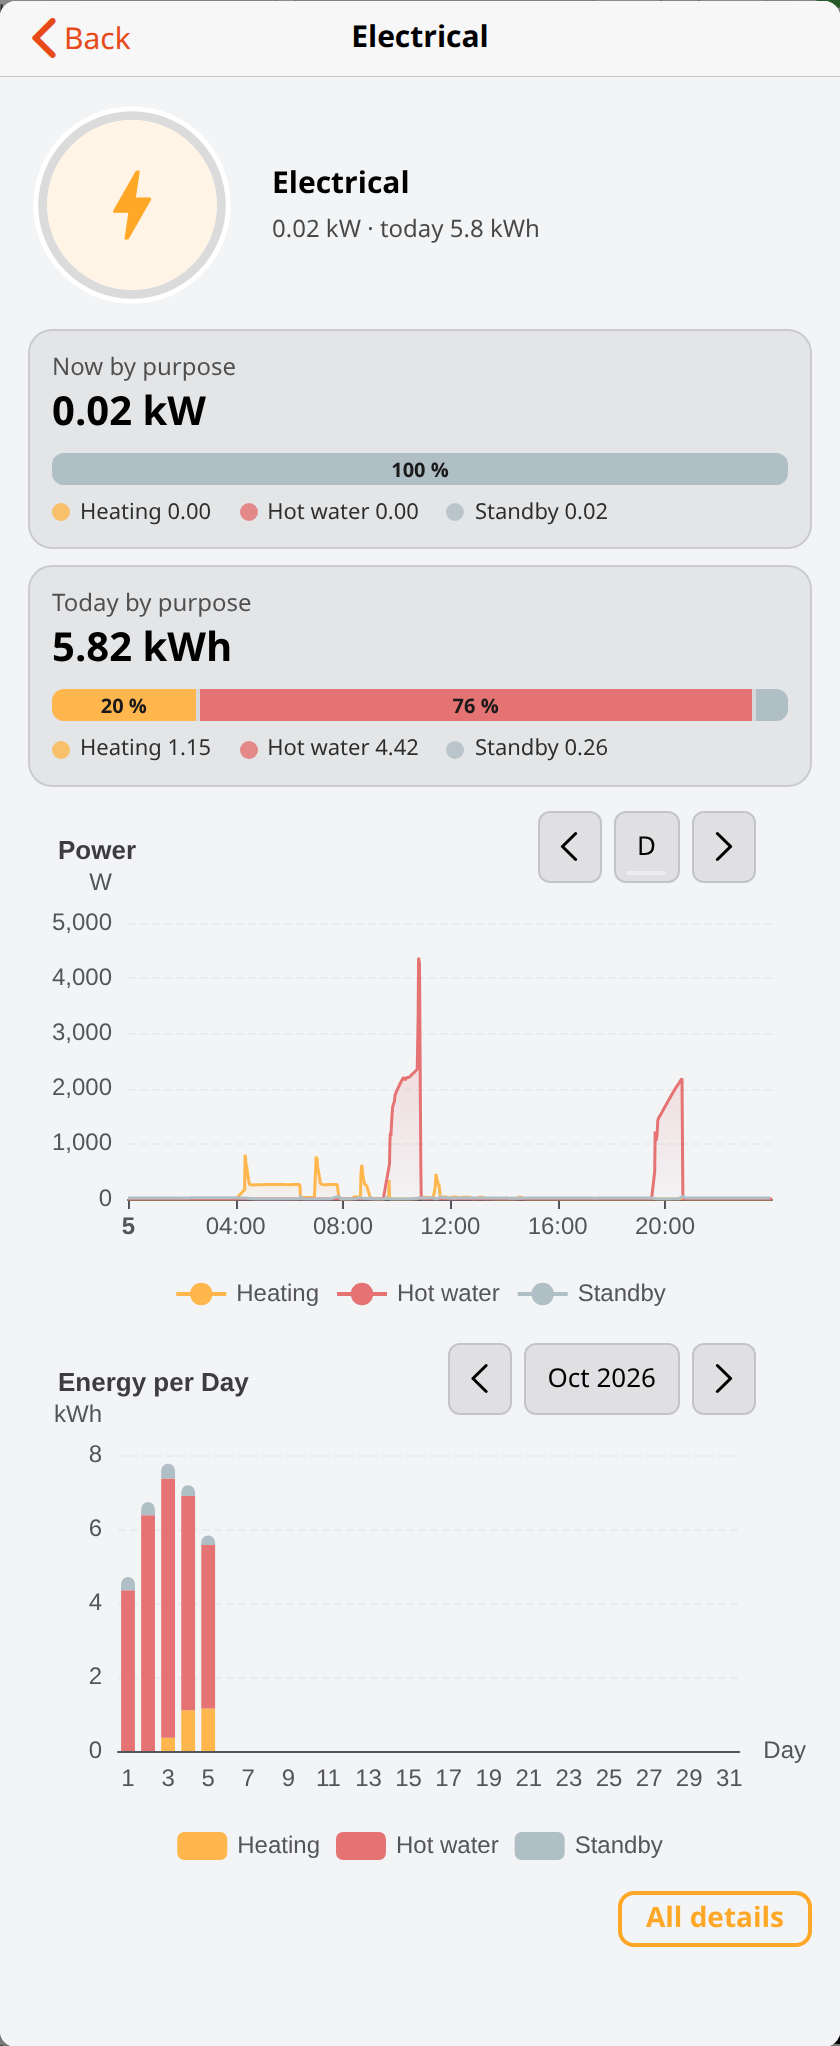 Back
Electrical
Electrical
0.02 kW · today 5.8 kWh
Now by purpose
0.02 kW
100 %
Heating 0.00 Hot water 0.00 Standby 0.02
Today by purpose
5.82 kWh
20 % 76 %
Heating 1.15 Hot water 4.42 Standby 0.26
Power
D
W
5,000
4,000
3,000
2,000
1,000
0
5 04:00 08:00 12:00 16:00 20:00
Heating Hot water Standby
Energy per Day
Oct 2026
kWh
8
6
4
2
0
Day
1 3 5 7 9 11 13 15 17 19 21 23 25 27 29 31
Heating Hot water Standby
All details